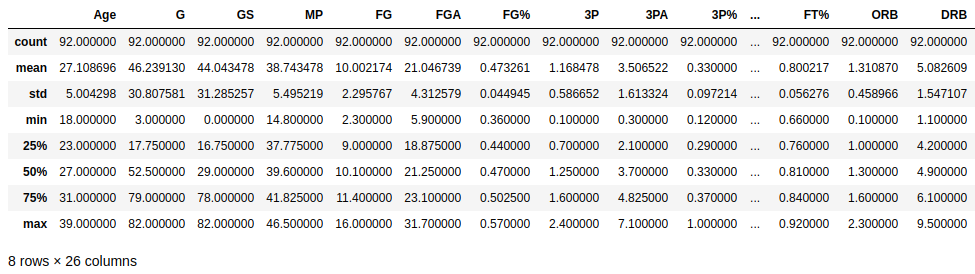 Age G GS MP FG FGA FG% 3P 3PA 3P% ... FT% ORB DRB
count 92.000000 92.000000 92.000000 92.000000 92.000000 92.000000 92.000000 92.000000 92.000000 92.000000 ... 92.000000 92.000000 92.000000
mean 27.108696 46.239130 44.043478 38.743478 10.002174 21.046739 0.473261 1.168478 3.506522 0.330000 ... 0.800217 1.310870 5.082609
std 5.004298 30.807581 31.285257 5.495219 2.295767 4.312579 0.044945 0.586652 1.613324 0.097214 ... 0.056276 0.458966 1.547107
min 18.000000 3.000000 0.000000 14.800000 2.300000 5.900000 0.360000 0.100000 0.300000 0.120000 ... 0.660000 0.100000 1.100000
25% 23.000000 17.750000 16.750000 37.775000 9.000000 18.875000 0.440000 0.700000 2.100000 0.290000 ... 0.760000 1.000000 4.200000
50% 27.000000 52.500000 29.000000 39.600000 10.100000 21.250000 0.470000 1.250000 3.700000 0.330000 ... 0.810000 1.300000 4.900000
75% 31.000000 79.000000 78.000000 41.825000 11.400000 23.100000 0.502500 1.600000 4.825000 0.370000 ... 0.840000 1.600000 6.100000
max 39.000000 82.000000 82.000000 46.500000 16.000000 31.700000 0.570000 2.400000 7.100000 1.000000 ... 0.920000 2.300000 9.500000
8 rows × 26 columns